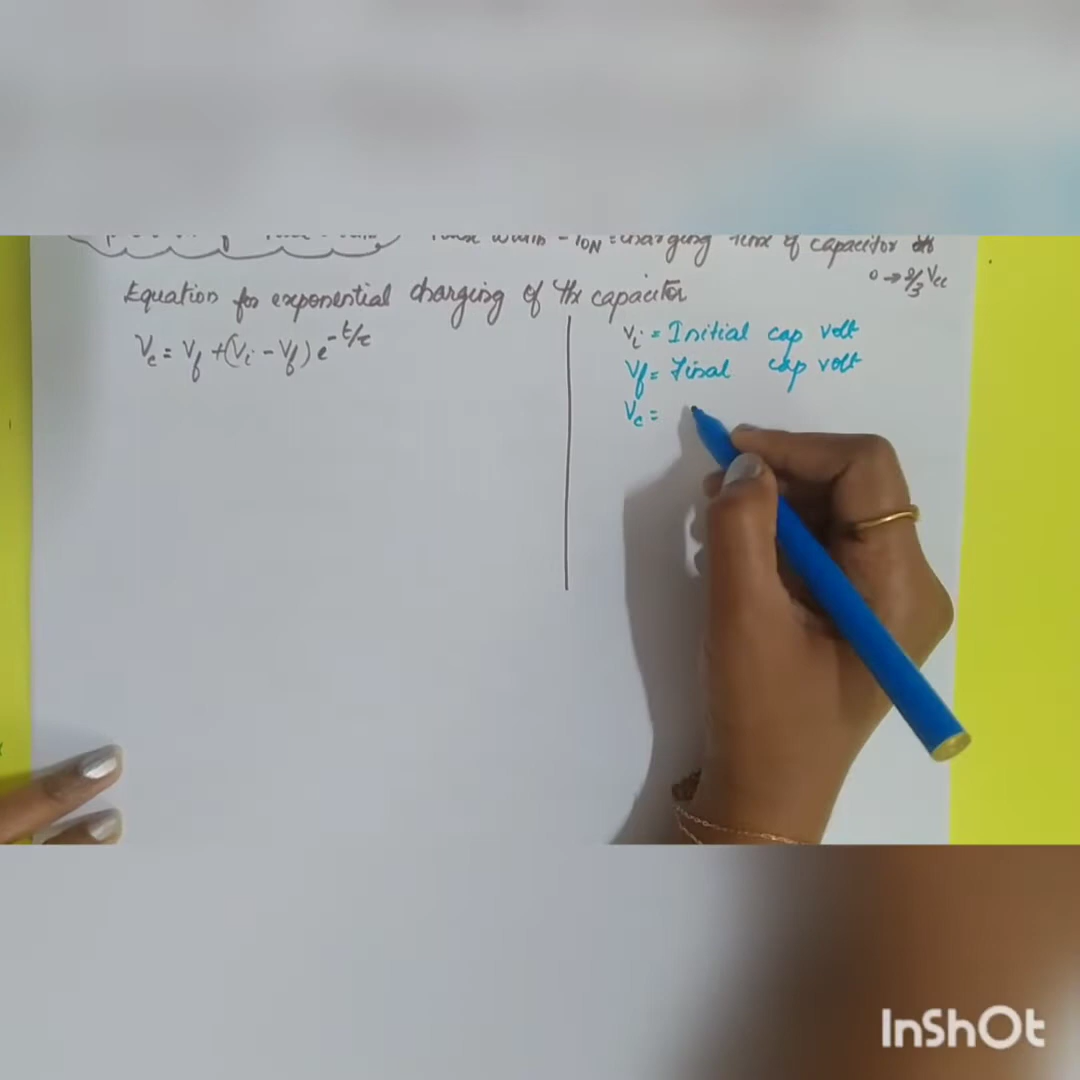 Pulse width - TON = charging time of capacitor
0 → 2/3 Vcc
Equation for exponential charging of the capacitor
Vc = Vf + (Vi - Vf) e^-t/τ
Vi = Initial cap volt
Vf = Final cap volt
Vc =
InShOt